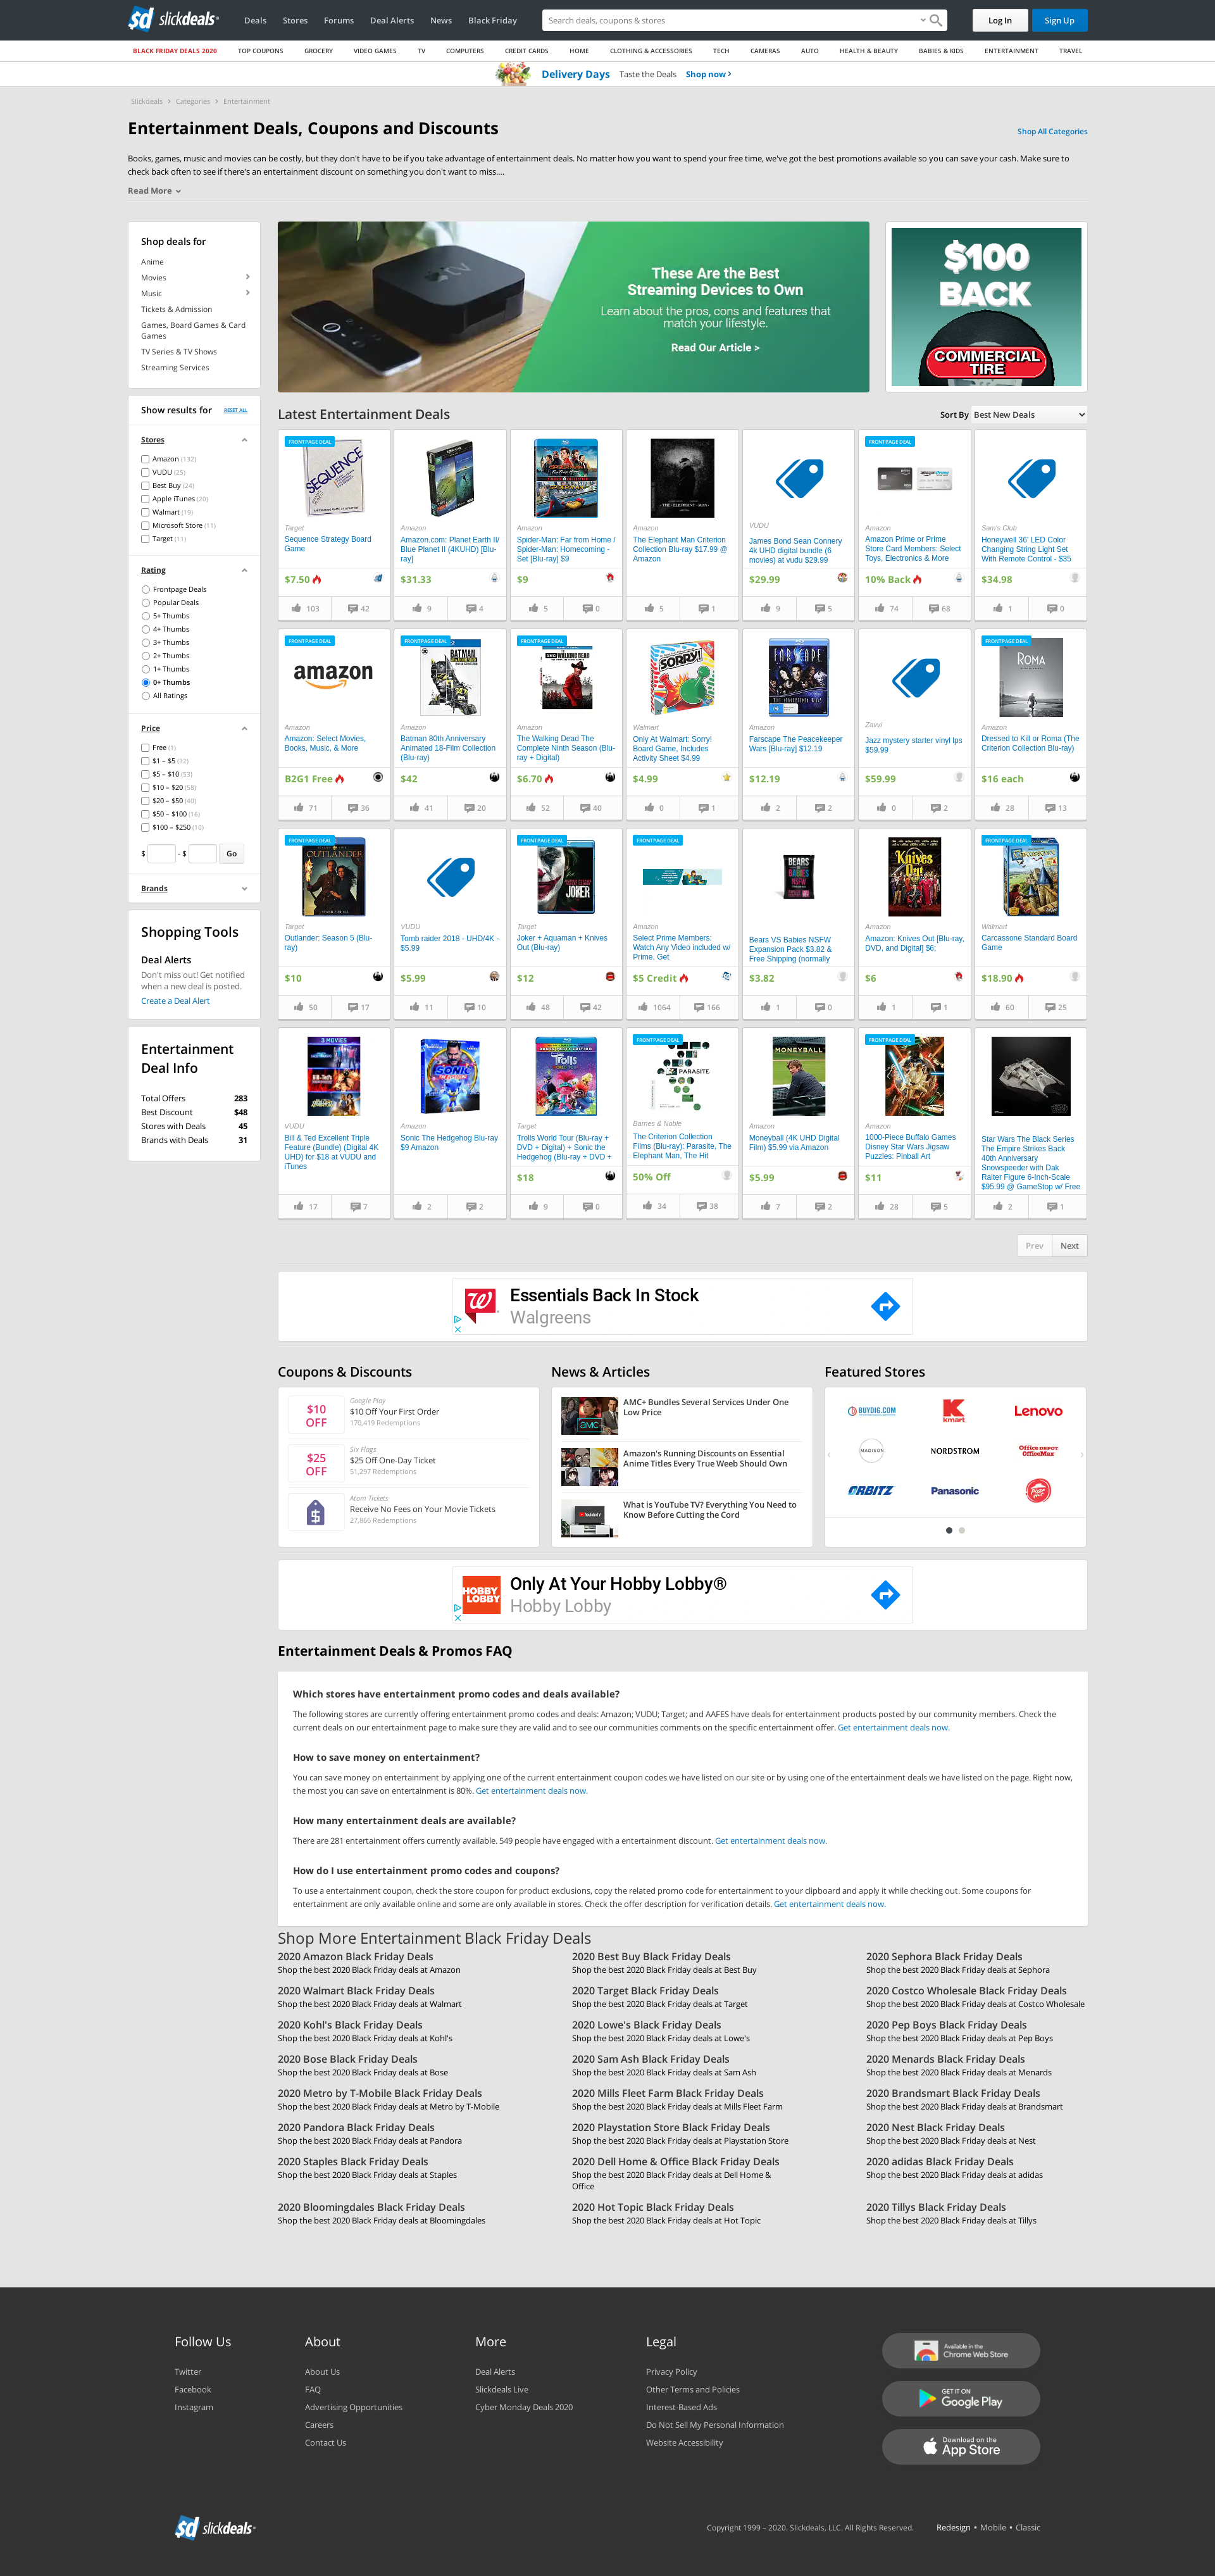 slickdeals
Deals
Stores
Forums
Deal Alerts
News
Black Friday
Search deals, coupons & stores
Log In
Sign Up
BLACK FRIDAY DEALS 2020
TOP COUPONS
GROCERY
VIDEO GAMES
TV
COMPUTERS
CREDIT CARDS
HOME
CLOTHING & ACCESSORIES
TECH
CAMERAS
AUTO
HEALTH & BEAUTY
BABIES & KIDS
ENTERTAINMENT
TRAVEL
Delivery Days
Taste the Deals
Shop now ›
Slickdeals › Categories › Entertainment
Entertainment Deals, Coupons and Discounts
Shop All Categories
Books, games, music and movies can be costly, but they don't have to be if you take advantage of entertainment deals. No matter how you want to spend your free time, we've got the best promotions available so you can save your cash. Make sure to
check back often to see if there's an entertainment discount on something you don't want to miss....
Read More
Shop deals for
Anime
Movies
Music
Tickets & Admission
Games, Board Games & Card
Games
TV Series & TV Shows
Streaming Services
These Are the Best
Streaming Devices to Own
Learn about the pros, cons and features that
match your lifestyle.
Read Our Article >
$100
BACK
COMMERCIAL
TIRE
Show results for
RESET ALL
Stores
Amazon (132)
VUDU (25)
Best Buy (24)
Apple iTunes (20)
Walmart (19)
Microsoft Store (11)
Target (11)
Rating
Frontpage Deals
Popular Deals
5+ Thumbs
4+ Thumbs
3+ Thumbs
2+ Thumbs
1+ Thumbs
0+ Thumbs
All Ratings
Price
Free (1)
$1 – $5 (32)
$5 – $10 (53)
$10 – $20 (58)
$20 – $50 (40)
$50 – $100 (16)
$100 – $250 (10)
$ - $ Go
Brands
Shopping Tools
Deal Alerts
Don't miss out! Get notified
when a new deal is posted.
Create a Deal Alert
Entertainment
Deal Info
Total Offers 283
Best Discount $48
Stores with Deals 45
Brands with Deals 31
Latest Entertainment Deals
Sort By Best New Deals
FRONTPAGE DEAL
SEQUENCE
Target
Sequence Strategy Board
Game
$7.50
103 42
Amazon
Amazon.com: Planet Earth II/
Blue Planet II (4KUHD) [Blu-
ray]
$31.33
9 4
Amazon
Spider-Man: Far from Home /
Spider-Man: Homecoming -
Set [Blu-ray] $9
$9
5 0
THE ELEPHANT MAN
Amazon
The Elephant Man Criterion
Collection Blu-ray $17.99 @
Amazon
5 1
VUDU
James Bond Sean Connery
4k UHD digital bundle (6
movies) at vudu $29.99
$29.99
9 5
FRONTPAGE DEAL
Amazon
Amazon Prime or Prime
Store Card Members: Select
Toys, Electronics & More
10% Back
74 68
Sam's Club
Honeywell 36' LED Color
Changing String Light Set
With Remote Control - $35
$34.98
1 0
FRONTPAGE DEAL
amazon
Amazon
Amazon: Select Movies,
Books, Music, & More
B2G1 Free
71 36
FRONTPAGE DEAL
BATMAN
Amazon
Batman 80th Anniversary
Animated 18-Film Collection
(Blu-ray)
$42
41 20
FRONTPAGE DEAL
Amazon
The Walking Dead The
Complete Ninth Season (Blu-
ray + Digital)
$6.70
52 40
SORRY!
Walmart
Only At Walmart: Sorry!
Board Game, Includes
Activity Sheet $4.99
$4.99
0 1
FARSCAPE
Amazon
Farscape The Peacekeeper
Wars [Blu-ray] $12.19
$12.19
2 2
Zavvi
Jazz mystery starter vinyl lps
$59.99
$59.99
0 2
FRONTPAGE DEAL
ROMA
Amazon
Dressed to Kill or Roma (The
Criterion Collection Blu-ray)
$16 each
28 13
FRONTPAGE DEAL
OUTLANDER
Target
Outlander: Season 5 (Blu-
ray)
$10
50 17
VUDU
Tomb raider 2018 - UHD/4K -
$5.99
$5.99
11 10
FRONTPAGE DEAL
JOKER
Target
Joker + Aquaman + Knives
Out (Blu-ray)
$12
48 42
FRONTPAGE DEAL
Amazon
Select Prime Members:
Watch Any Video included w/
Prime, Get
$5 Credit
1064 166
BEARS
BABIES
NSFW
Bears VS Babies NSFW
Expansion Pack $3.82 &
Free Shipping (normally
$3.82
1 0
Knives
Out
Amazon
Amazon: Knives Out [Blu-ray,
DVD, and Digital] $6;
$6
1 1
FRONTPAGE DEAL
Walmart
Carcassone Standard Board
Game
$18.90
60 25
3 MOVIES
VUDU
Bill & Ted Excellent Triple
Feature (Bundle) (Digital 4K
UHD) for $18 at VUDU and
iTunes
17 7
SONIC
Amazon
Sonic The Hedgehog Blu-ray
$9 Amazon
2 2
Trolls
Target
Trolls World Tour (Blu-ray +
DVD + Digital) + Sonic the
Hedgehog (Blu-ray + DVD +
$18
9 0
FRONTPAGE DEAL
PARASITE
Barnes & Noble
The Criterion Collection
Films (Blu-ray): Parasite, The
Elephant Man, The Hit
50% Off
34 38
MONEYBALL
Amazon
Moneyball (4K UHD Digital
Film) $5.99 via Amazon
$5.99
7 2
FRONTPAGE DEAL
Amazon
1000-Piece Buffalo Games
Disney Star Wars Jigsaw
Puzzles: Pinball Art
$11
28 5
Star Wars The Black Series
The Empire Strikes Back
40th Anniversary
Snowspeeder with Dak
Ralter Figure 6-Inch-Scale
$95.99 @ GameStop w/ Free
2 1
Prev
Next
Essentials Back In Stock
Walgreens
Coupons & Discounts
$10
OFF
Google Play
$10 Off Your First Order
170,419 Redemptions
$25
OFF
Six Flags
$25 Off One-Day Ticket
51,297 Redemptions
Atom Tickets
Receive No Fees on Your Movie Tickets
27,866 Redemptions
News & Articles
AMC+ Bundles Several Services Under One
Low Price
Amazon's Running Discounts on Essential
Anime Titles Every True Weeb Should Own
What is YouTube TV? Everything You Need to
Know Before Cutting the Cord
Featured Stores
BUYDIG.COM
kmart
Lenovo
MADISON
NORDSTROM
Office DEPOT
OfficeMax
ORBITZ
Panasonic
HOBBY
LOBBY
Only At Your Hobby Lobby®
Hobby Lobby
Entertainment Deals & Promos FAQ
Which stores have entertainment promo codes and deals available?
The following stores are currently offering entertainment promo codes and deals: Amazon; VUDU; Target; and AAFES have deals for entertainment products posted by our community members. Check the
current deals on our entertainment page to make sure they are valid and to see our communities comments on the specific entertainment offer. Get entertainment deals now.
How to save money on entertainment?
You can save money on entertainment by applying one of the current entertainment coupon codes we have listed on our site or by using one of the entertainment deals we have listed on the page. Right now,
the most you can save on entertainment is 80%. Get entertainment deals now.
How many entertainment deals are available?
There are 281 entertainment offers currently available. 549 people have engaged with a entertainment discount. Get entertainment deals now.
How do I use entertainment promo codes and coupons?
To use a entertainment coupon, check the store coupon for product exclusions, copy the related promo code for entertainment to your clipboard and apply it while checking out. Some coupons for
entertainment are only available online and some are only available in stores. Check the offer description for verification details. Get entertainment deals now.
Shop More Entertainment Black Friday Deals
2020 Amazon Black Friday Deals
Shop the best 2020 Black Friday deals at Amazon
2020 Best Buy Black Friday Deals
Shop the best 2020 Black Friday deals at Best Buy
2020 Sephora Black Friday Deals
Shop the best 2020 Black Friday deals at Sephora
2020 Walmart Black Friday Deals
Shop the best 2020 Black Friday deals at Walmart
2020 Target Black Friday Deals
Shop the best 2020 Black Friday deals at Target
2020 Costco Wholesale Black Friday Deals
Shop the best 2020 Black Friday deals at Costco Wholesale
2020 Kohl's Black Friday Deals
Shop the best 2020 Black Friday deals at Kohl's
2020 Lowe's Black Friday Deals
Shop the best 2020 Black Friday deals at Lowe's
2020 Pep Boys Black Friday Deals
Shop the best 2020 Black Friday deals at Pep Boys
2020 Bose Black Friday Deals
Shop the best 2020 Black Friday deals at Bose
2020 Sam Ash Black Friday Deals
Shop the best 2020 Black Friday deals at Sam Ash
2020 Menards Black Friday Deals
Shop the best 2020 Black Friday deals at Menards
2020 Metro by T-Mobile Black Friday Deals
Shop the best 2020 Black Friday deals at Metro by T-Mobile
2020 Mills Fleet Farm Black Friday Deals
Shop the best 2020 Black Friday deals at Mills Fleet Farm
2020 Brandsmart Black Friday Deals
Shop the best 2020 Black Friday deals at Brandsmart
2020 Pandora Black Friday Deals
Shop the best 2020 Black Friday deals at Pandora
2020 Playstation Store Black Friday Deals
Shop the best 2020 Black Friday deals at Playstation Store
2020 Nest Black Friday Deals
Shop the best 2020 Black Friday deals at Nest
2020 Staples Black Friday Deals
Shop the best 2020 Black Friday deals at Staples
2020 Dell Home & Office Black Friday Deals
Shop the best 2020 Black Friday deals at Dell Home &
Office
2020 adidas Black Friday Deals
Shop the best 2020 Black Friday deals at adidas
2020 Bloomingdales Black Friday Deals
Shop the best 2020 Black Friday deals at Bloomingdales
2020 Hot Topic Black Friday Deals
Shop the best 2020 Black Friday deals at Hot Topic
2020 Tillys Black Friday Deals
Shop the best 2020 Black Friday deals at Tillys
Follow Us
Twitter
Facebook
Instagram
About
About Us
FAQ
Advertising Opportunities
Careers
Contact Us
More
Deal Alerts
Slickdeals Live
Cyber Monday Deals 2020
Legal
Privacy Policy
Other Terms and Policies
Interest-Based Ads
Do Not Sell My Personal Information
Website Accessibility
Available in the
Chrome Web Store
GET IT ON
Google Play
Download on the
App Store
slickdeals
Copyright 1999 – 2020. Slickdeals, LLC. All Rights Reserved.
Redesign • Mobile • Classic